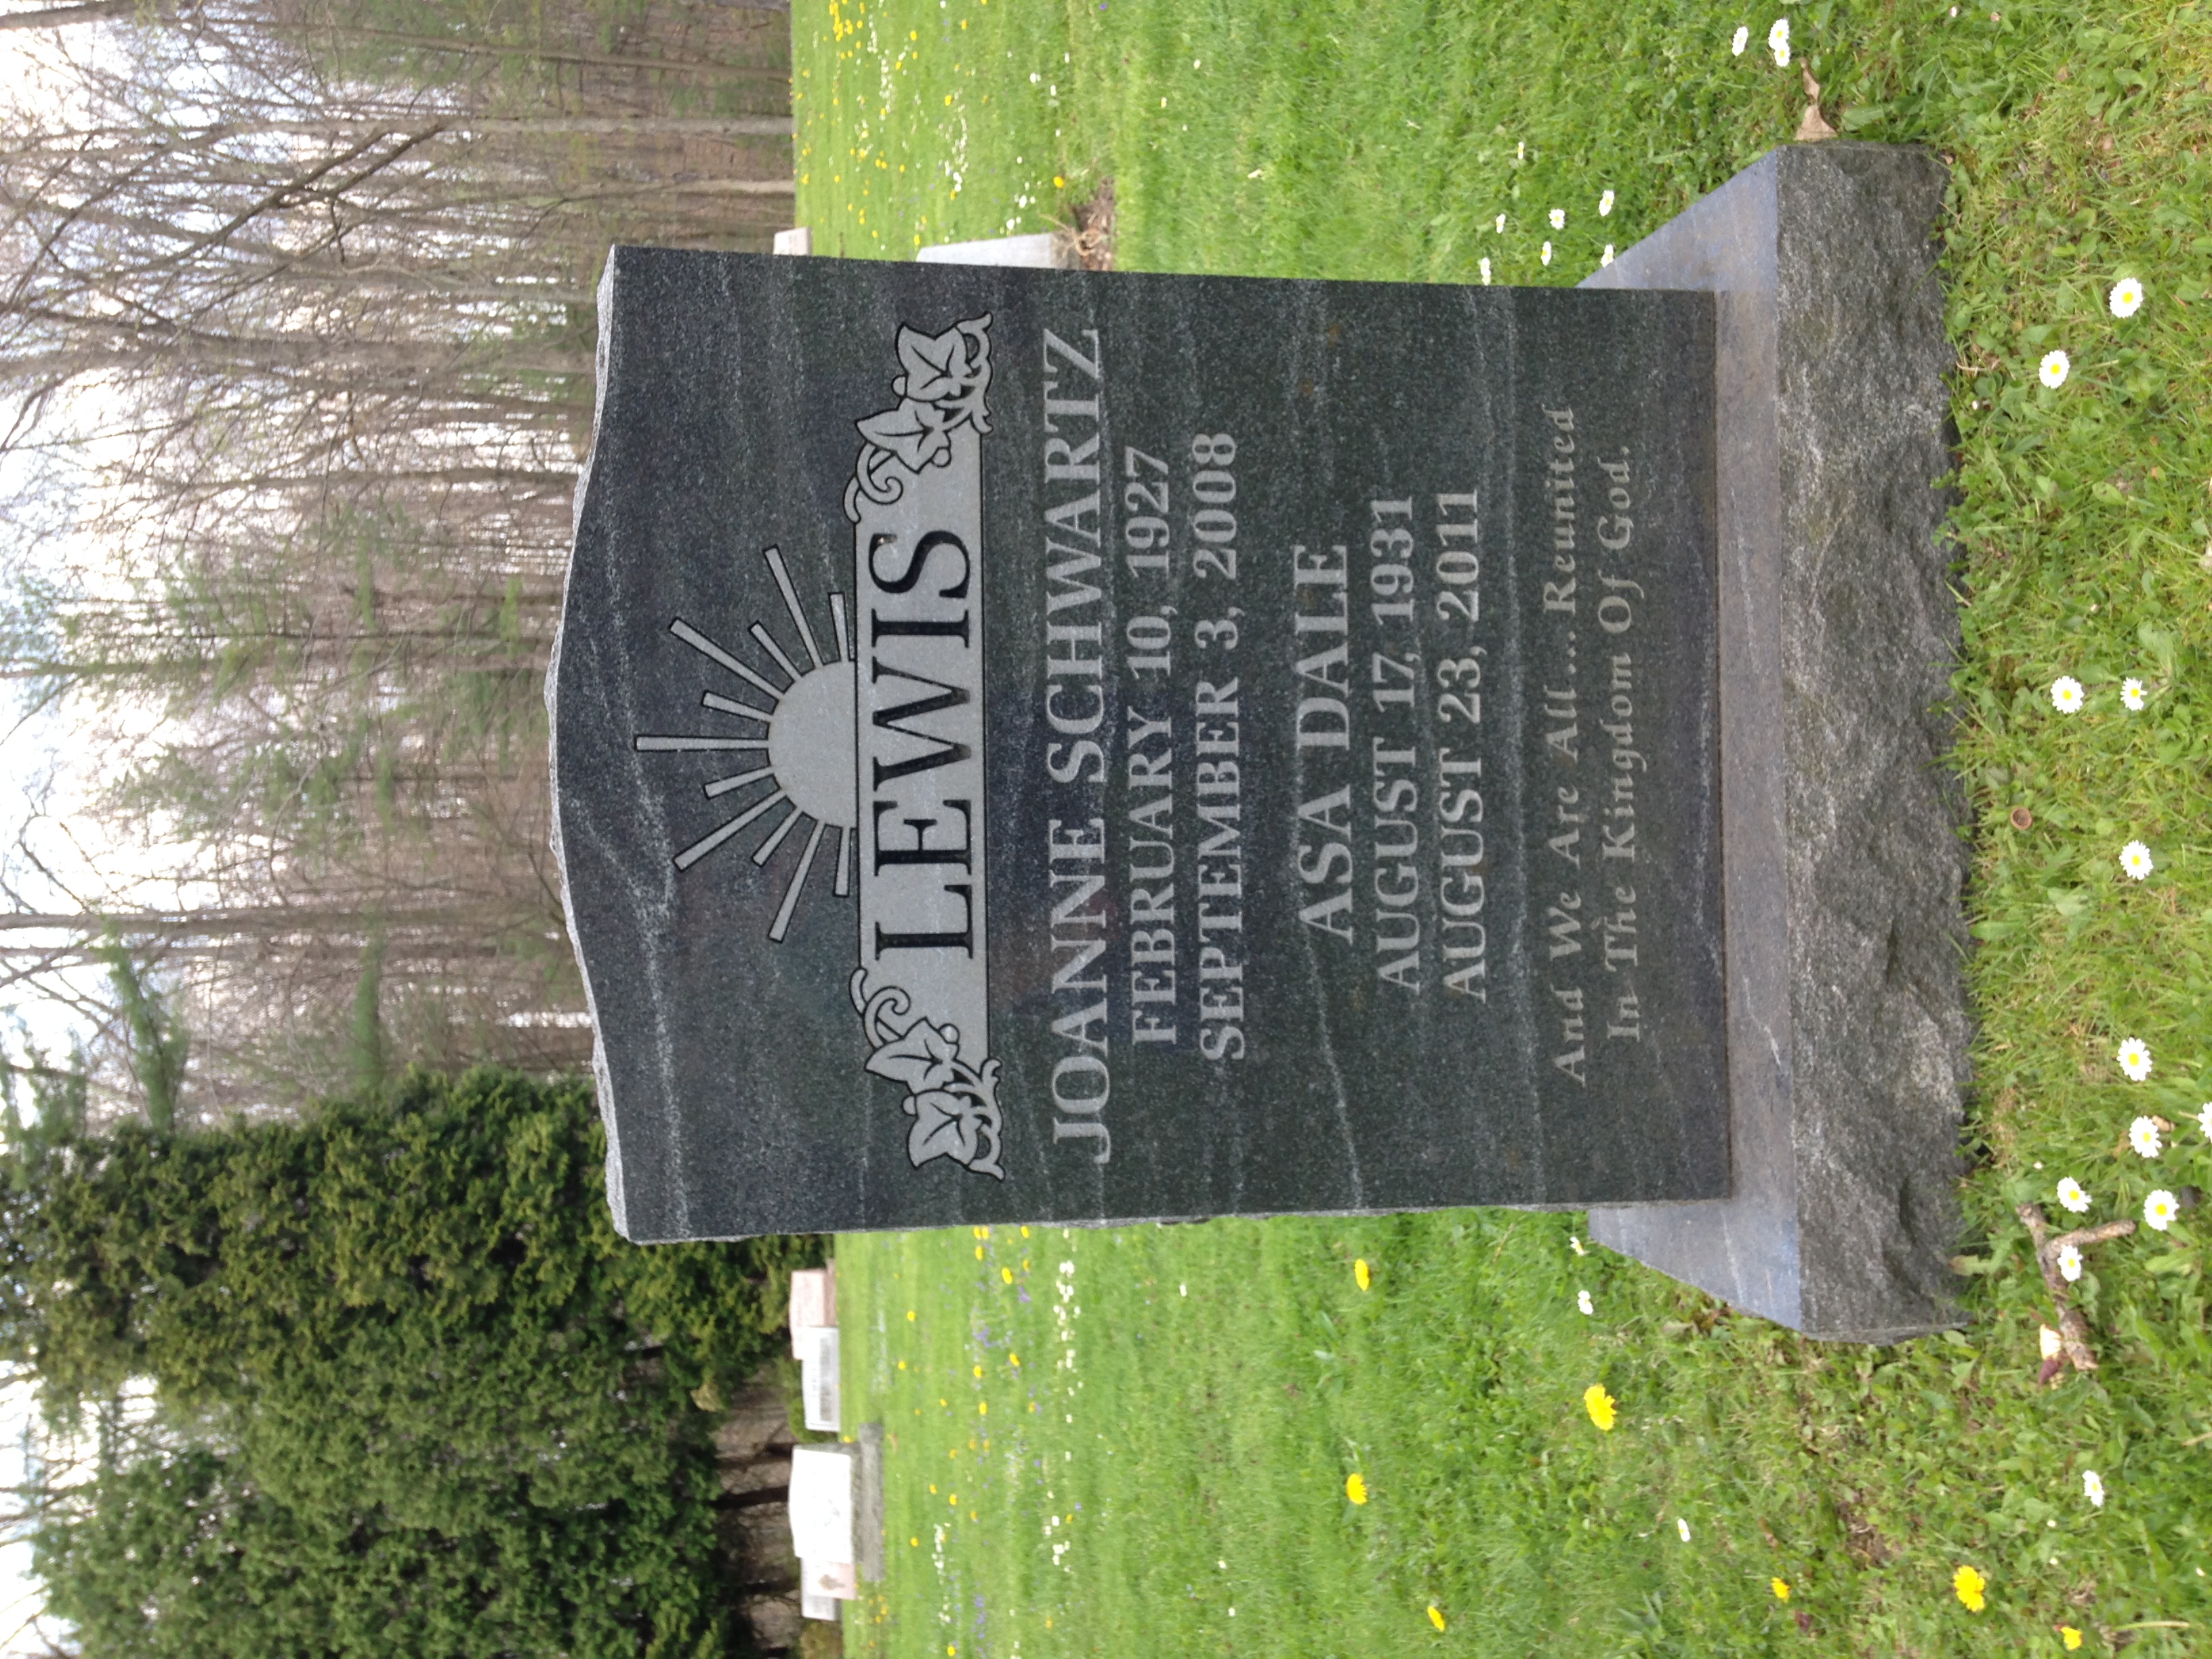 LEWIS
JOANNE SCHWARTZ
FEBRUARY 10, 1927
SEPTEMBER 3, 2008
ASA DALE
AUGUST 17, 1931
AUGUST 23, 2011
And We Are All ... Reunited
In The Kingdom Of God.